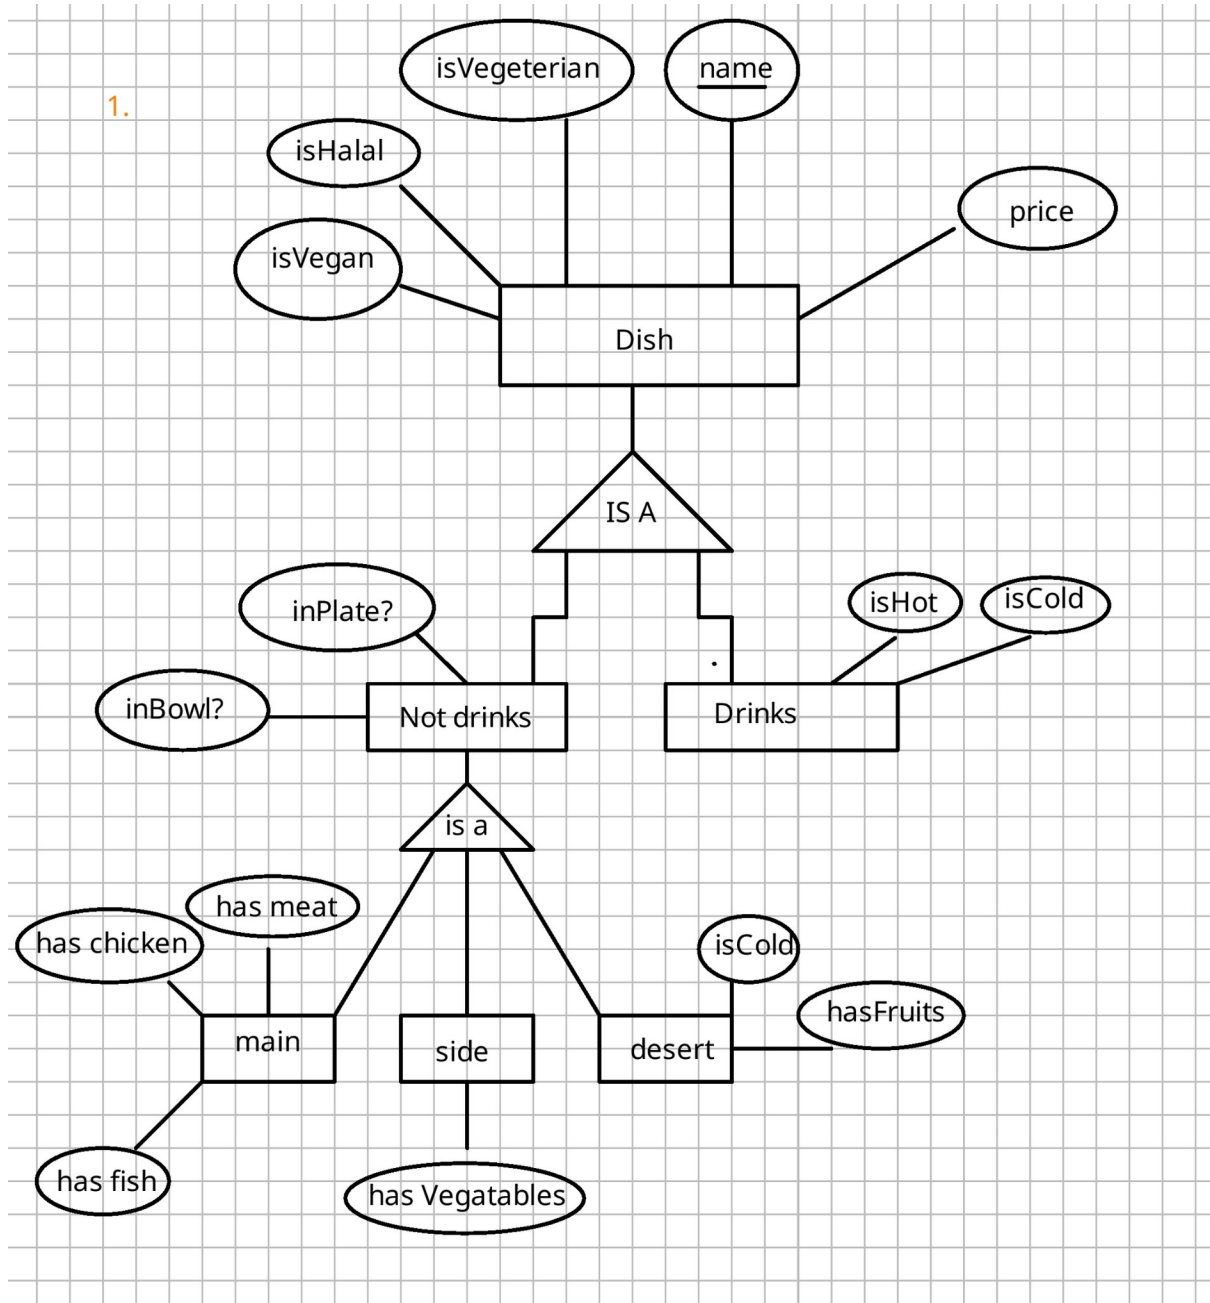 isVegeterian
name
1.
isHalal
price
isVegan
Dish
IS A
inPlate?
isHot
isCold
inBowl?
Not drinks
Drinks
is a
has meat
has chicken
isCold
hasFruits
main
side
desert
has fish
has Vegatables